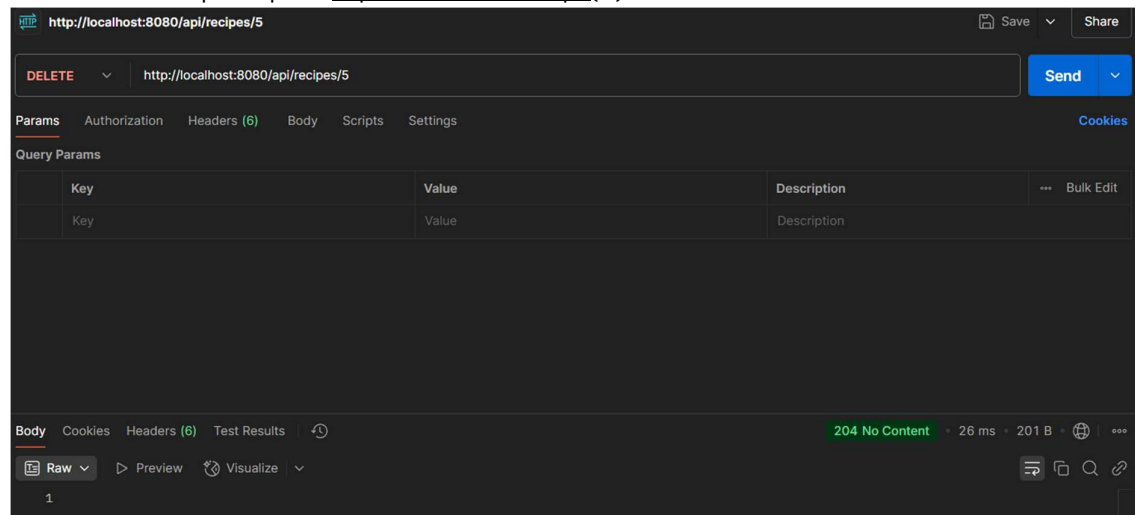 http://localhost:8080/api/recipes/5 Save Share
DELETE http://localhost:8080/api/recipes/5 Send
Params Authorization Headers (6) Body Scripts Settings Cookies
Query Params
Key Value Description ••• Bulk Edit
Key Value Description
Body Cookies Headers (6) Test Results 204 No Content • 26 ms • 201 B
Raw Preview Visualize
1